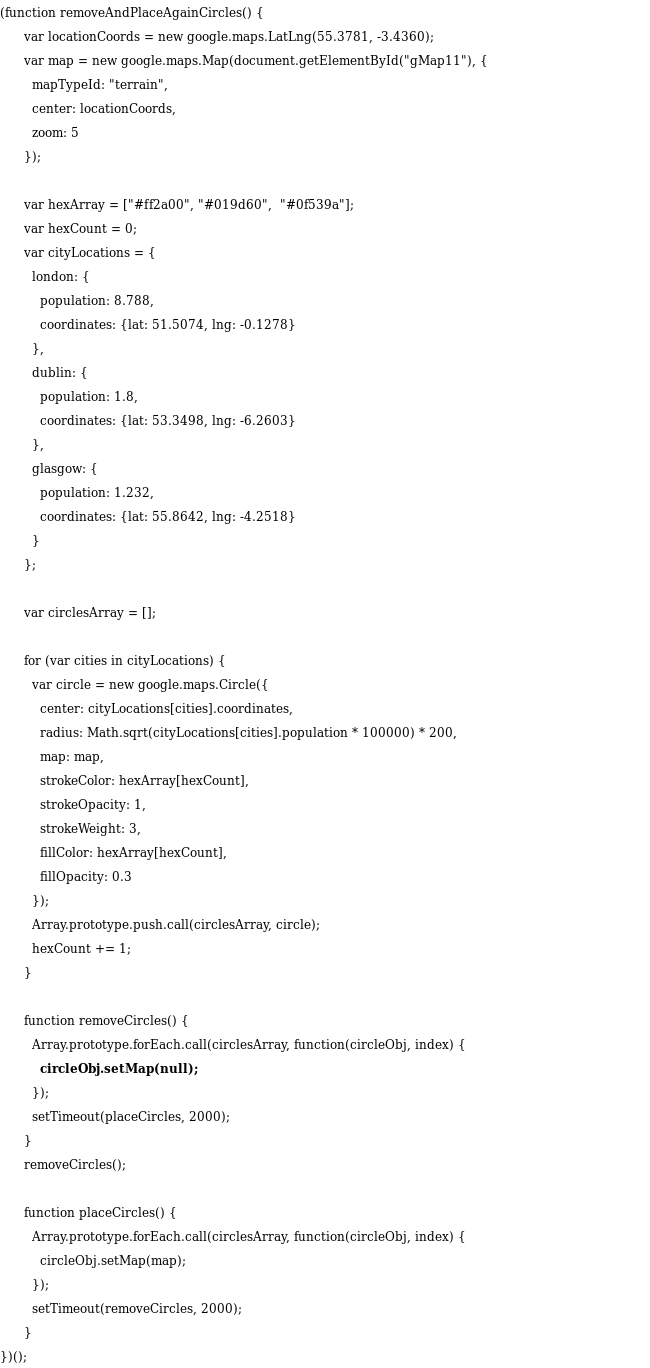 (function removeAndPlaceAgainCircles() {
var locationCoords = new google.maps.LatLng(55.3781, -3.4360);
var map = new google.maps.Map(document.getElementById("gMap11"), {
mapTypeId: "terrain",
center: locationCoords,
zoom: 5
});
var hexArray = ["#ff2a00", "#019d60",  "#0f539a"];
var hexCount = 0;
var cityLocations = {
london: {
population: 8.788,
coordinates: {lat: 51.5074, lng: -0.1278}
},
dublin: {
population: 1.8,
coordinates: {lat: 53.3498, lng: -6.2603}
},
glasgow: {
population: 1.232,
coordinates: {lat: 55.8642, lng: -4.2518}
}
};
var circlesArray = [];
for (var cities in cityLocations) {
var circle = new google.maps.Circle({
center: cityLocations[cities].coordinates,
radius: Math.sqrt(cityLocations[cities].population * 100000) * 200,
map: map,
strokeColor: hexArray[hexCount],
strokeOpacity: 1,
strokeWeight: 3,
fillColor: hexArray[hexCount],
fillOpacity: 0.3
});
Array.prototype.push.call(circlesArray, circle);
hexCount += 1;
}
function removeCircles() {
Array.prototype.forEach.call(circlesArray, function(circleObj, index) {
circleObj.setMap(null);
});
setTimeout(placeCircles, 2000);
}
removeCircles();
function placeCircles() {
Array.prototype.forEach.call(circlesArray, function(circleObj, index) {
circleObj.setMap(map);
});
setTimeout(removeCircles, 2000);
}
})();